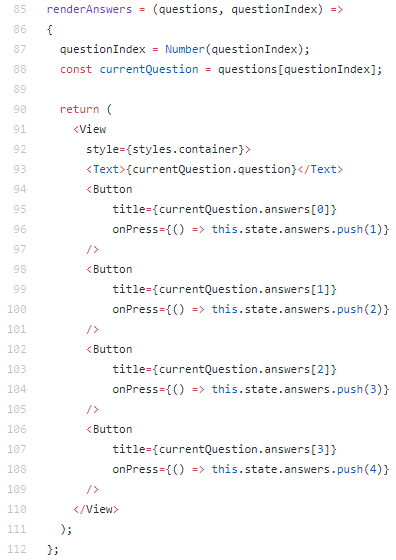 85 renderAnswers = (questions, questionIndex) =>
86 {
87   questionIndex = Number(questionIndex);
88   const currentQuestion = questions[questionIndex];
89
90   return (
91     <View
92       style={styles.container}>
93       <Text>{currentQuestion.question}</Text>
94       <Button
95           title={currentQuestion.answers[0]}
96           onPress={() => this.state.answers.push(1)}
97       />
98       <Button
99           title={currentQuestion.answers[1]}
100           onPress={() => this.state.answers.push(2)}
101       />
102       <Button
103           title={currentQuestion.answers[2]}
104           onPress={() => this.state.answers.push(3)}
105       />
106       <Button
107           title={currentQuestion.answers[3]}
108           onPress={() => this.state.answers.push(4)}
109       />
110     </View>
111   );
112 };